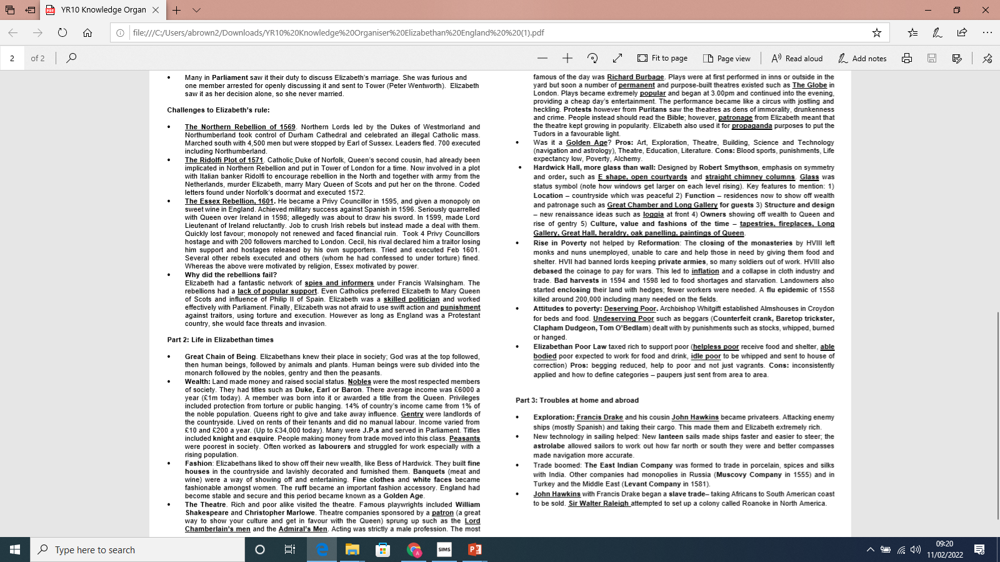 YR10 Knowledge Organ
file:///C:/Users/abrown2/Downloads/YR10%20Knowledge%20Organiser%20Elizabethan%20England%20%20(1).pdf
2 of 2
Fit to page
Page view
Read aloud
Add notes
• Many in Parliament saw it their duty to discuss Elizabeth's marriage. She was furious and
one member arrested for openly discussing it and sent to Tower (Peter Wentworth). Elizabeth
saw it as her decision alone, so she never married.
Challenges to Elizabeth's rule:
• The Northern Rebellion of 1569. Northern Lords led by the Dukes of Westmorland and
Northumberland took control of Durham Cathedral and celebrated an illegal Catholic mass.
Marched south with 4,500 men but were stopped by Earl of Sussex. Leaders fled. 700 executed
including Northumberland.
• The Ridolfi Plot of 1571. Catholic Duke of Norfolk, Queen's second cousin, had already been
implicated in Northern Rebellion and put in Tower of London for a time. Now involved in a plot
with Italian banker Ridolfi to encourage rebellion in the North and together with army from the
Netherlands, murder Elizabeth, marry Mary Queen of Scots and put her on the throne. Coded
letters found under Norfolk's doormat and executed 1572.
• The Essex Rebellion, 1601. He became a Privy Councillor in 1595, and given a monopoly on
sweet wine in England. Achieved military success against Spanish in 1596. Seriously quarrelled
with Queen over Ireland in 1598; allegedly was about to draw his sword. In 1599, made Lord
Lieutenant of Ireland reluctantly. Job to crush Irish rebels but instead made a deal with them.
Quickly lost favour; monopoly not renewed and faced financial ruin. Took 4 Privy Councillors
hostage and with 200 followers marched to London. Cecil, his rival declared him a traitor losing
him support and hostages released by his own supporters. Tried and executed Feb 1601.
Several other rebels executed and others (whom he had confessed to under torture) fined.
Whereas the above were motivated by religion, Essex motivated by power.
• Why did the rebellions fail?
Elizabeth had a fantastic network of spies and informers under Francis Walsingham. The
rebellions had a lack of popular support. Even Catholics preferred Elizabeth to Mary Queen
of Scots and influence of Philip II of Spain. Elizabeth was a skilled politician and worked
effectively with Parliament. Finally, Elizabeth was not afraid to use swift action and punishment
against traitors, using torture and execution. However as long as England was a Protestant
country, she would face threats and invasion.
Part 2: Life in Elizabethan times
• Great Chain of Being. Elizabethans knew their place in society; God was at the top followed,
then human beings, followed by animals and plants. Human beings were sub divided into the
monarch followed by the nobles, gentry and then the peasants.
• Wealth: Land made money and raised social status. Nobles were the most respected members
of society. They had titles such as Duke, Earl or Baron. There average income was £6000 a
year (£1m today). A member was born into it or awarded a title from the Queen. Privileges
included protection from torture or public hanging. 14% of country's income came from 1% of
the noble population. Queens right to give and take away influence. Gentry were landlords of
the countryside. Lived on rents of their tenants and did no manual labour. Income varied from
£10 and £200 a year. (Up to £34,000 today). Many were J.P.s and served in Parliament. Titles
included knight and esquire. People making money from trade moved into this class. Peasants
were poorest in society. Often worked as labourers and struggled for work especially with a
rising population.
• Fashion: Elizabethans liked to show off their new wealth, like Bess of Hardwick. They built fine
houses in the countryside and lavishly decorated and furnished them. Banquets (meat and
wine) were a way of showing off and entertaining. Fine clothes and white faces became
fashionable amongst women. The ruff became an important fashion accessory. England had
become stable and secure and this period became known as a Golden Age.
• The Theatre. Rich and poor alike visited the theatre. Famous playwrights included William
Shakespeare and Christopher Marlowe. Theatre companies sponsored by a patron (a great
way to show your culture and get in favour with the Queen) sprung up such as the Lord
Chamberlain's men and the Admiral's Men. Acting was strictly a male profession. The most
famous of the day was Richard Burbage. Plays were at first performed in inns or outside in the
yard but soon a number of permanent and purpose-built theatres existed such as The Globe in
London. Plays became extremely popular and began at 3.00pm and continued into the evening,
providing a cheap day's entertainment. The performance became like a circus with jostling and
heckling. Protests however from Puritans saw the theatres as dens of immorality, drunkenness
and crime. People instead should read the Bible; however, patronage from Elizabeth meant that
the theatre kept growing in popularity. Elizabeth also used it for propaganda purposes to put the
Tudors in a favourable light.
• Was it a Golden Age? Pros: Art, Exploration, Theatre, Building, Science and Technology
(navigation and astrology), Theatre, Education, Literature. Cons: Blood sports, punishments, Life
expectancy low, Poverty, Alchemy.
• Hardwick Hall, more glass than wall: Designed by Robert Smythson, emphasis on symmetry
and order, such as E shape, open courtyards and straight chimney columns. Glass was
status symbol (note how windows get larger on each level rising). Key features to mention: 1)
Location – countryside which was peaceful 2) Function – residences now to show off wealth
and patronage such as Great Chamber and Long Gallery for guests 3) Structure and design
– new renaissance ideas such as loggia at front 4) Owners showing off wealth to Queen and
rise of gentry 5) Culture, value and fashions of the time – tapestries, fireplaces, Long
Gallery, Great Hall, heraldry, oak panelling, paintings of Queen.
• Rise in Poverty not helped by Reformation: The closing of the monasteries by HVIII left
monks and nuns unemployed, unable to care and help those in need by giving them food and
shelter. HVII had banned lords keeping private armies, so many soldiers out of work. HVIII also
debased the coinage to pay for wars. This led to inflation and a collapse in cloth industry and
trade. Bad harvests in 1594 and 1598 led to food shortages and starvation. Landowners also
started enclosing their land with hedges; fewer workers were needed. A flu epidemic of 1558
killed around 200,000 including many needed on the fields.
• Attitudes to poverty: Deserving Poor. Archbishop Whitgift established Almshouses in Croydon
for beds and food. Undeserving Poor such as beggars (Counterfeit crank, Baretop trickster,
Clapham Dudgeon, Tom O'Bedlam) dealt with by punishments such as stocks, whipped, burned
or hanged.
• Elizabethan Poor Law taxed rich to support poor (helpless poor receive food and shelter, able
bodied poor expected to work for food and drink, idle poor to be whipped and sent to house of
correction) Pros: begging reduced, help to poor and not just vagrants. Cons: inconsistently
applied and how to define categories – paupers just sent from area to area.
Part 3: Troubles at home and abroad
• Exploration: Francis Drake and his cousin John Hawkins became privateers. Attacking enemy
ships (mostly Spanish) and taking their cargo. This made them and Elizabeth extremely rich.
• New technology in sailing helped: New lanteen sails made ships faster and easier to steer; the
astrolabe allowed sailors to work out how far north or south they were and better compasses
made navigation more accurate.
• Trade boomed: The East Indian Company was formed to trade in porcelain, spices and silks
with India. Other companies had monopolies in Russia (Muscovy Company in 1555) and in
Turkey and the Middle East (Levant Company in 1581).
• John Hawkins with Francis Drake began a slave trade– taking Africans to South American coast
to be sold. Sir Walter Raleigh attempted to set up a colony called Roanoke in North America.
Type here to search
SIMS
09:20
11/02/2022